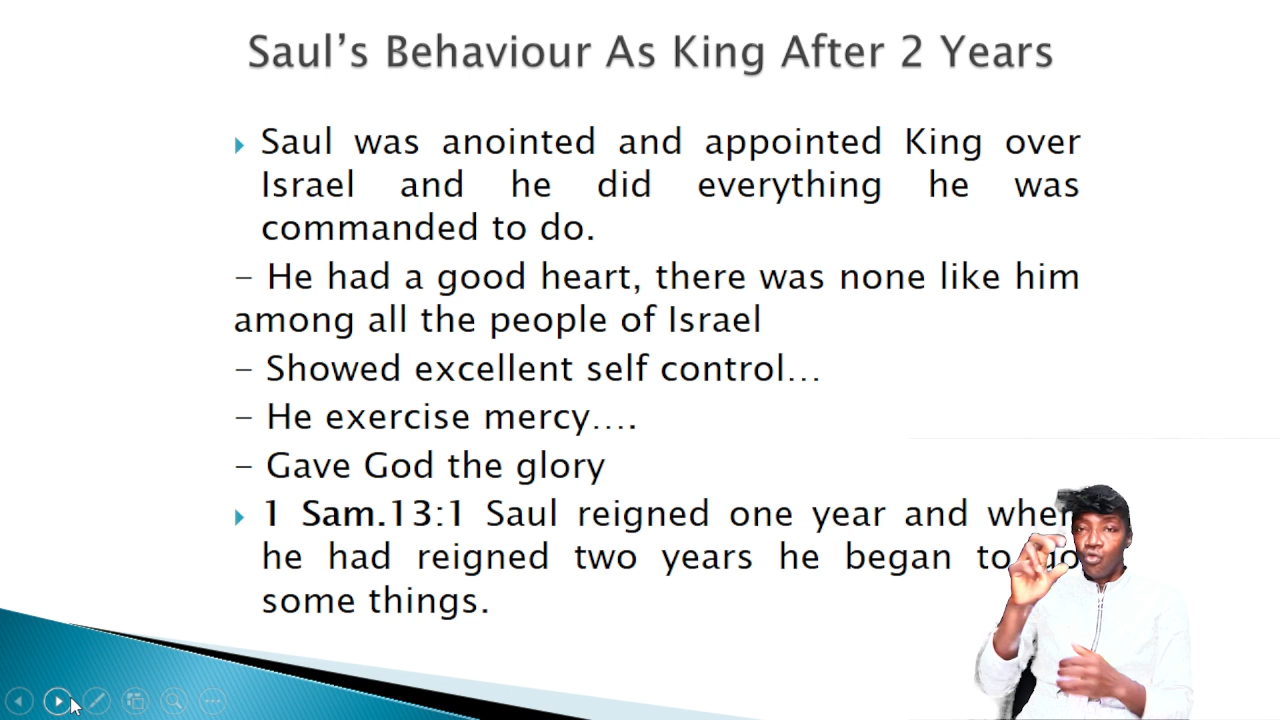 Saul’s Behaviour As King After 2 Years
Saul was anointed and appointed King over
Israel and he did everything he was
commanded to do.
– He had a good heart, there was none like him
among all the people of Israel
– Showed excellent self control…
– He exercise mercy….
– Gave God the glory
1 Sam.13:1 Saul reigned one year and when
he had reigned two years he began to
some things.